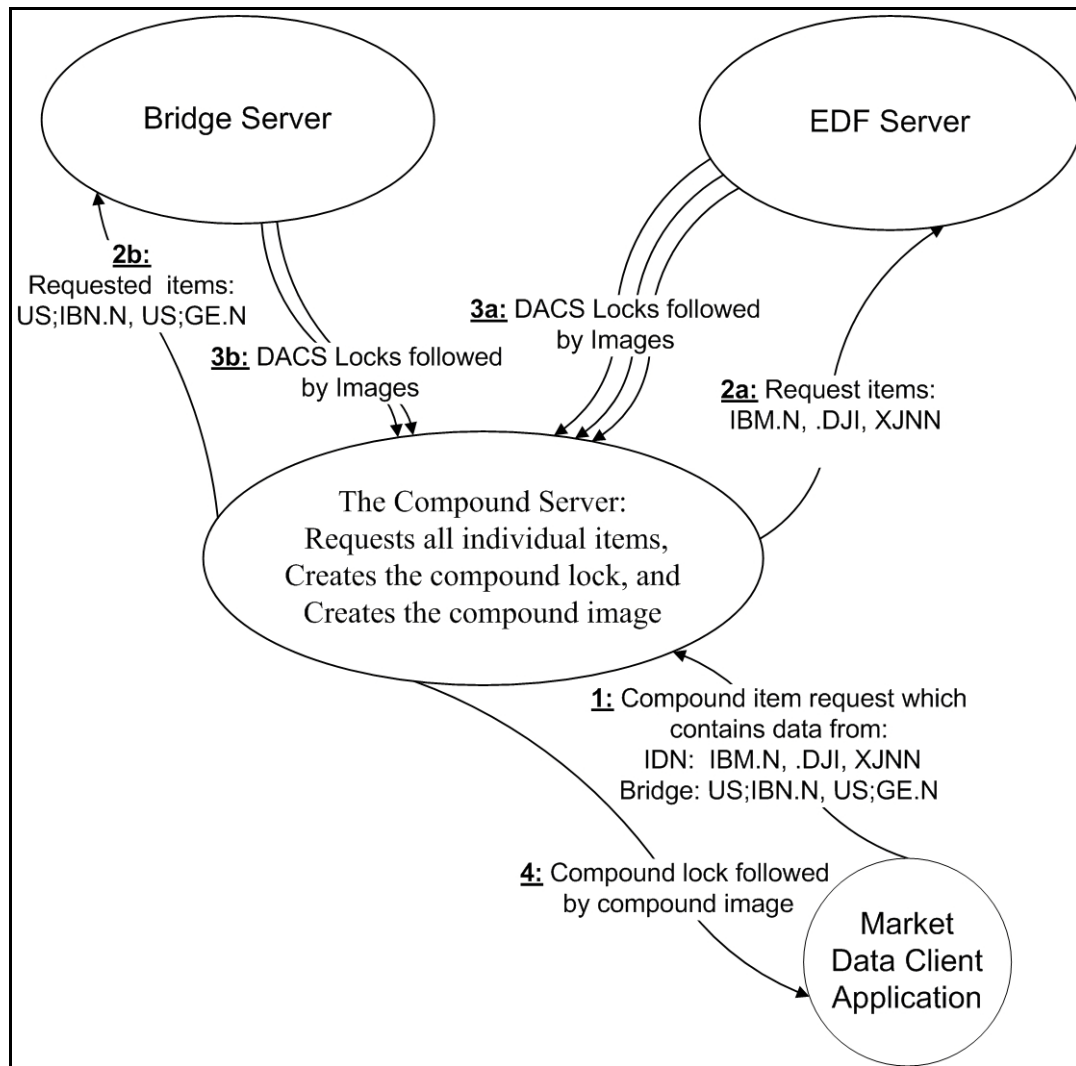 Bridge Server
EDF Server
2b:
Requested items:
US;IBN.N, US;GE.N
3b: DACS Locks followed
by Images
3a: DACS Locks followed
by Images
2a: Request items:
IBM.N, .DJI, XJNN
The Compound Server:
Requests all individual items,
Creates the compound lock, and
Creates the compound image
1: Compound item request which
contains data from:
IDN: IBM.N, .DJI, XJNN
Bridge: US;IBN.N, US;GE.N
4: Compound lock followed
by compound image
Market
Data Client
Application